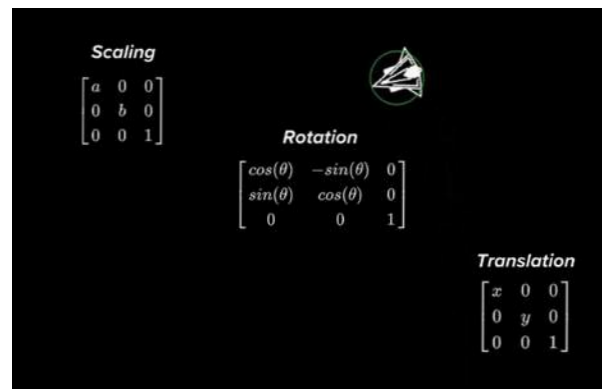 Scaling
a 0 0
0 b 0
0 0 1
Rotation
cos(θ) -sin(θ) 0
sin(θ) cos(θ) 0
0 0 1
Translation
x 0 0
0 y 0
0 0 1